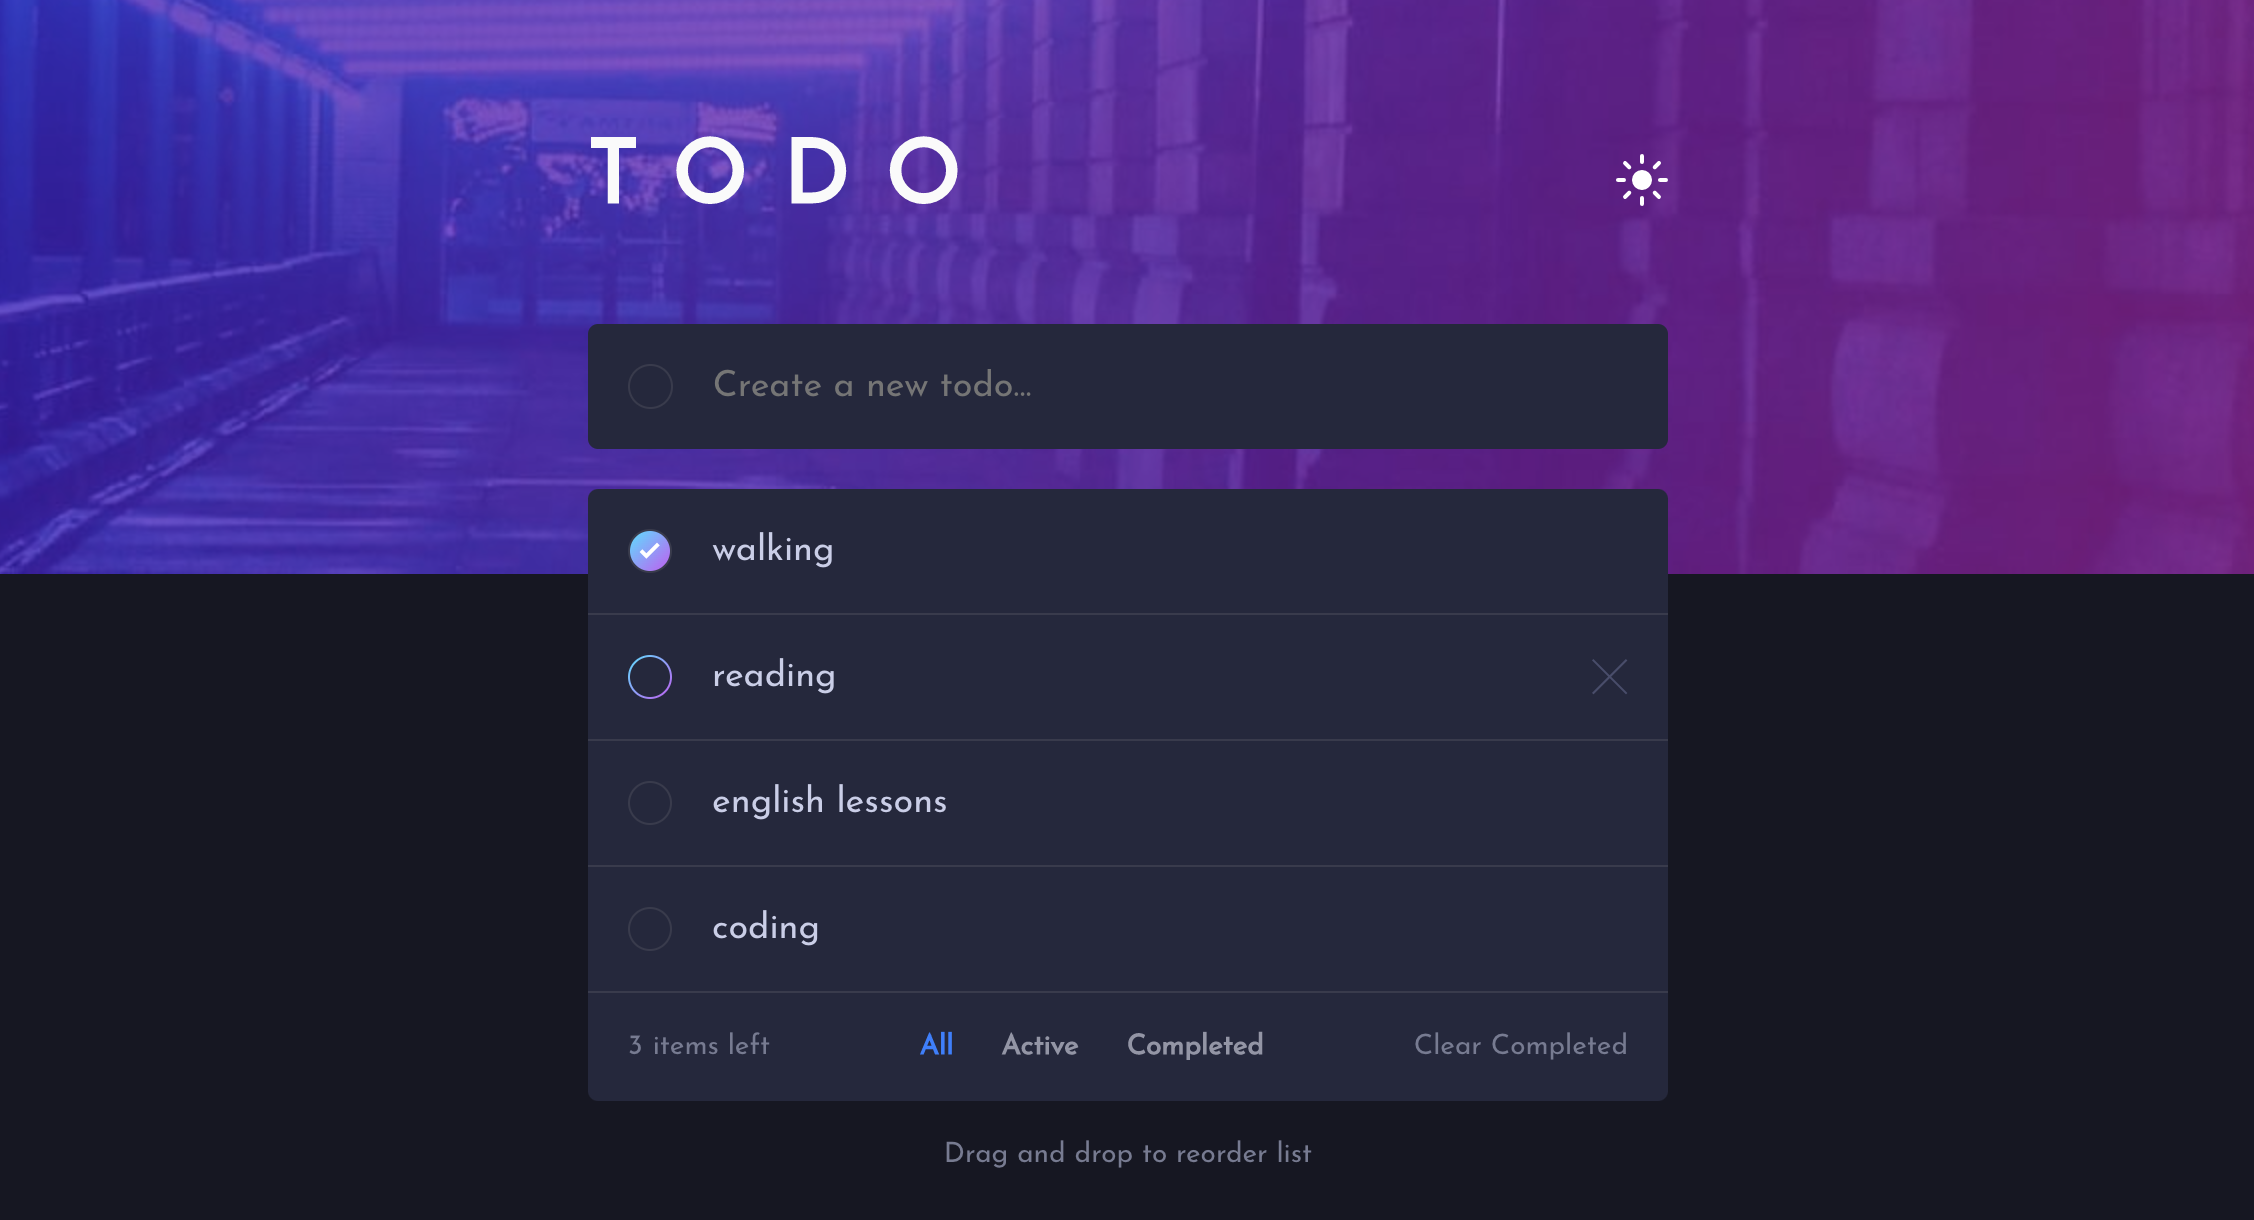 TODO
Create a new todo...
walking
reading
english lessons
coding
3 items left All Active Completed Clear Completed
Drag and drop to reorder list